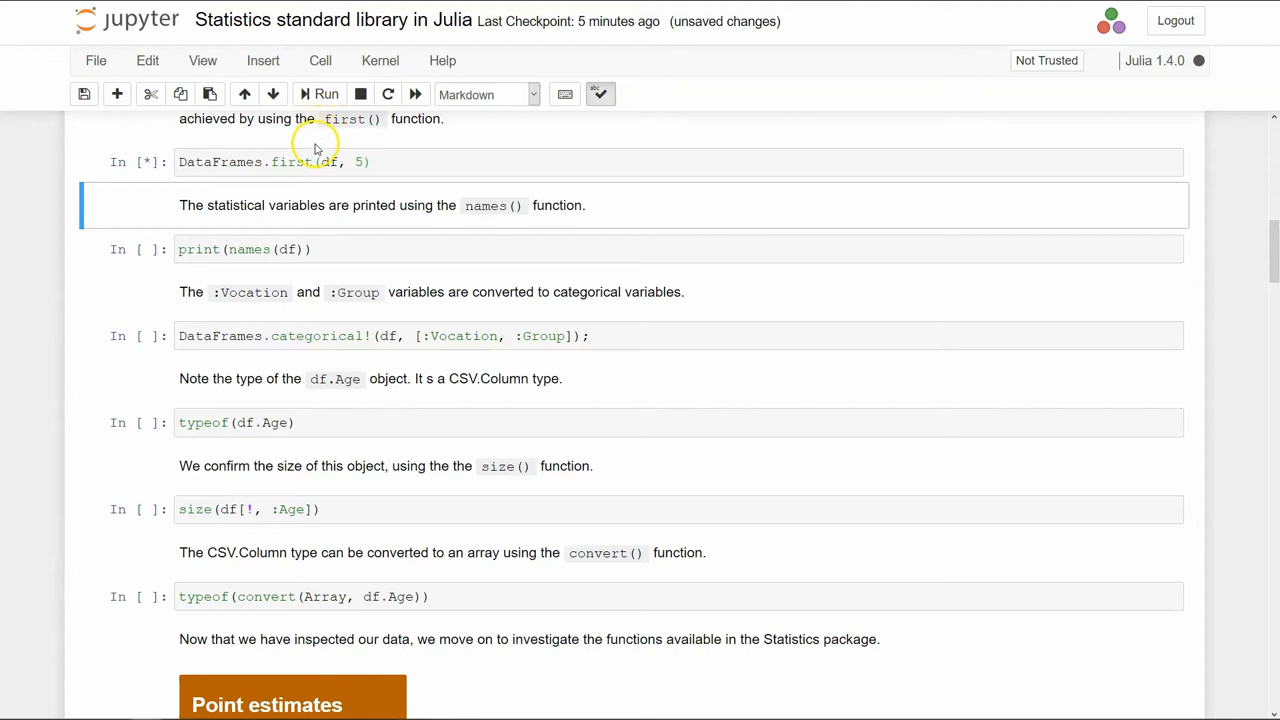 jupyter Statistics standard library in Julia Last Checkpoint: 5 minutes ago (unsaved changes) Logout
File Edit View Insert Cell Kernel Help Not Trusted Julia 1.4.0
Run Markdown abc
achieved by using the first() function.
In [*]: DataFrames.first(df, 5)
The statistical variables are printed using the names() function.
In [ ]: print(names(df))
The :Vocation and :Group variables are converted to categorical variables.
In [ ]: DataFrames.categorical!(df, [:Vocation, :Group]);
Note the type of the df.Age object. It s a CSV.Column type.
In [ ]: typeof(df.Age)
We confirm the size of this object, using the the size() function.
In [ ]: size(df[!, :Age])
The CSV.Column type can be converted to an array using the convert() function.
In [ ]: typeof(convert(Array, df.Age))
Now that we have inspected our data, we move on to investigate the functions available in the Statistics package.
Point estimates